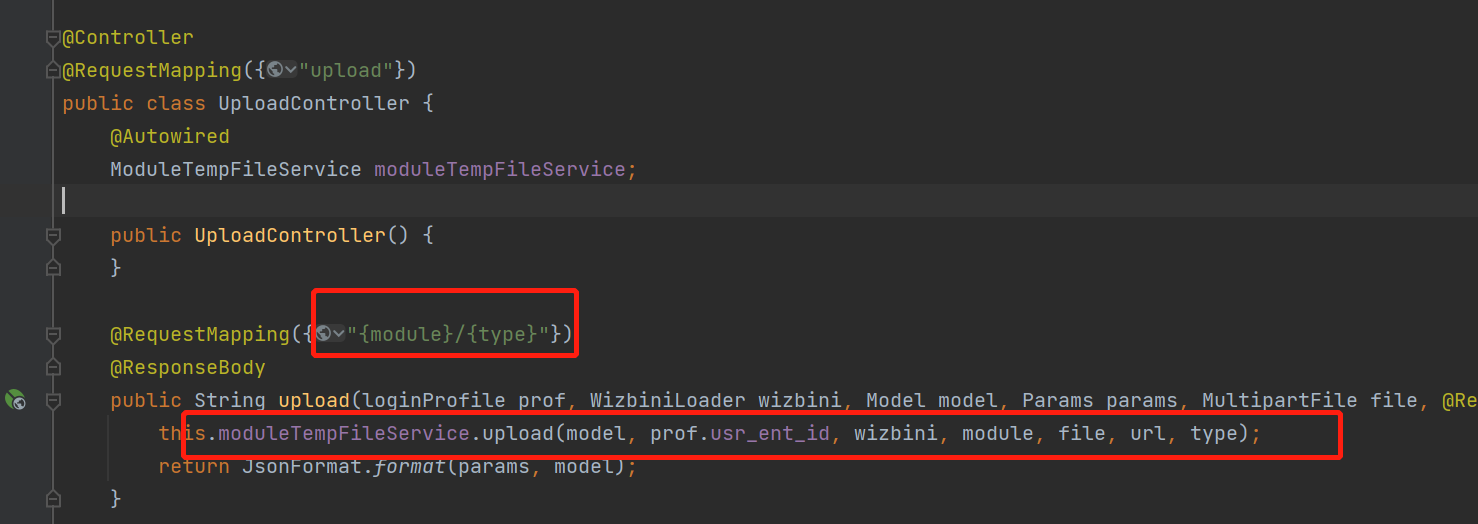 @Controller
@RequestMapping({"upload"})
public class UploadController {
@Autowired
ModuleTempFileService moduleTempFileService;
public UploadController() {
}
@RequestMapping({"{module}/{type}"})
@ResponseBody
public String upload(loginProfile prof, WizbiniLoader wizbini, Model model, Params params, MultipartFile file, @Re
this.moduleTempFileService.upload(model, prof.usr_ent_id, wizbini, module, file, url, type);
return JsonFormat.format(params, model);
}